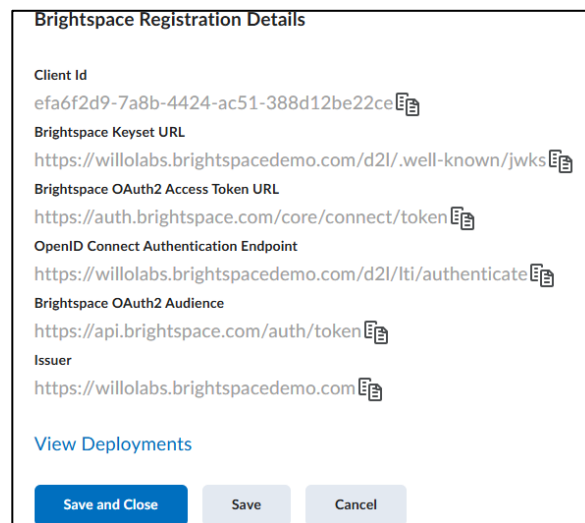 Brightspace Registration Details
Client Id
efa6f2d9-7a8b-4424-ac51-388d12be22ce
Brightspace Keyset URL
https://willolabs.brightspacedemo.com/d2l/.well-known/jwks
Brightspace OAuth2 Access Token URL
https://auth.brightspace.com/core/connect/token
OpenID Connect Authentication Endpoint
https://willolabs.brightspacedemo.com/d2l/lti/authenticate
Brightspace OAuth2 Audience
https://api.brightspace.com/auth/token
Issuer
https://willolabs.brightspacedemo.com
View Deployments
Save and Close Save Cancel